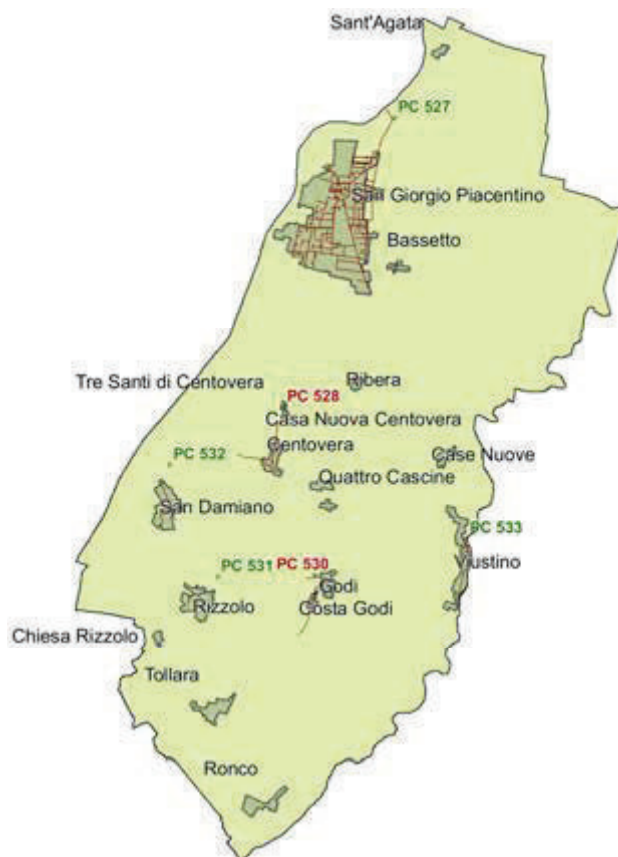 Sant'Agata
PC 527
San Giorgio Piacentino
Bassetto
Tre Santi di Centovera
Ribera
PC 528
Casa Nuova Centovera
Centovera
PC 532
Case Nuove
Quattro Cascine
San Damiano
PC 533
Viustino
PC 531
PC 530
Godi
Rizzolo
Costa Godi
Chiesa Rizzolo
Tollara
Ronco